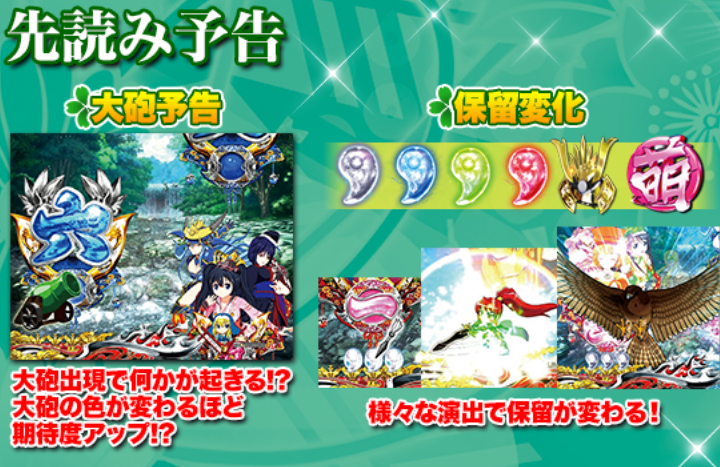 先読み予告
大砲予告
六
大砲出現で何かが起きる!?
大砲の色が変わるほど
期待度アップ!?
保留変化
萌
様々な演出で保留が変わる!